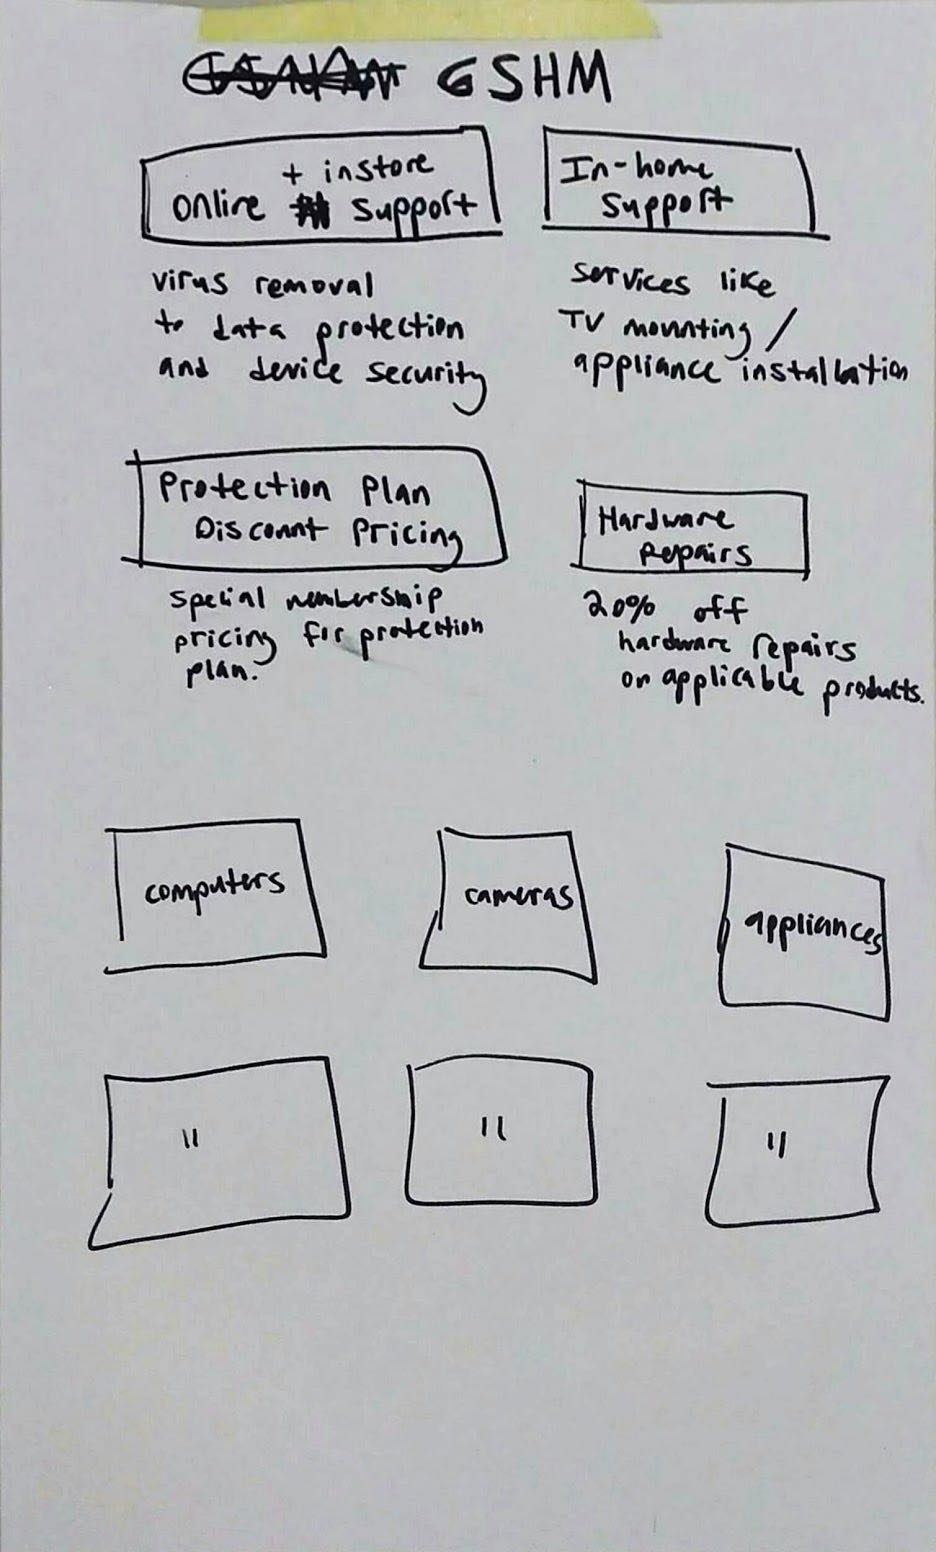 GSHM
+ instore
online support
In-home
support
virus removal
to data protection
and device security
services like
TV mounting /
appliance installation
Protection Plan
Discount Pricing
Hardware
repairs
special membership
pricing for protection
plan.
20% off
hardware repairs
on applicable products.
computers
cameras
appliances
"
"
"